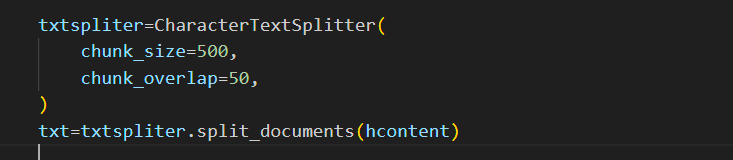 txtspliter=CharacterTextSplitter(
    chunk_size=500,
    chunk_overlap=50,
)
txt=txtspliter.split_documents(hcontent)